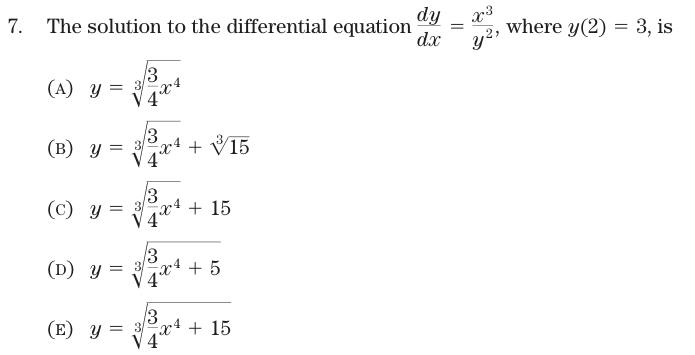 7. The solution to the differential equation dy/dx = x³/y², where y(2) = 3, is
(A) y = ∛(3/4 x⁴)
(B) y = ∛(3/4 x⁴) + ∛15
(C) y = ∛(3/4 x⁴) + 15
(D) y = ∛(3/4 x⁴ + 5)
(E) y = ∛(3/4 x⁴ + 15)